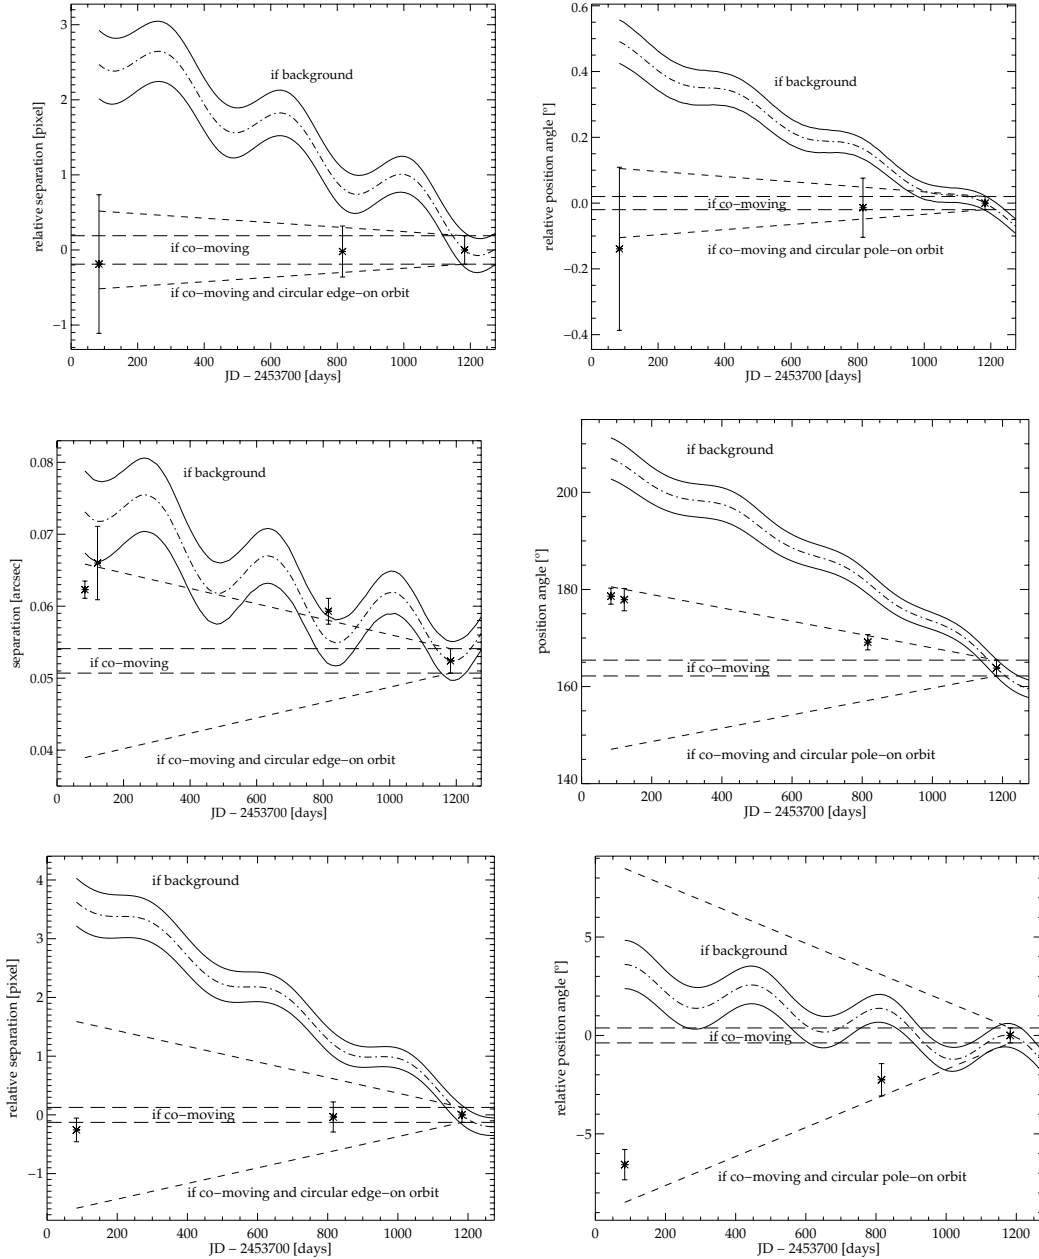 3
2
1
0
−1
relative separation [pixel]
if background
if co−moving
if co−moving and circular edge−on orbit
0 200 400 600 800 1000 1200
JD − 2453700 [days]
0.6
0.4
0.2
0.0
−0.2
−0.4
relative position angle [°]
if background
if co−moving
if co−moving and circular pole−on orbit
0 200 400 600 800 1000 1200
JD − 2453700 [days]
0.08
0.07
0.06
0.05
0.04
separation [arcsec]
if background
if co−moving
if co−moving and circular edge−on orbit
0 200 400 600 800 1000 1200
JD − 2453700 [days]
200
180
160
140
position angle [°]
if background
if co−moving
if co−moving and circular pole−on orbit
0 200 400 600 800 1000 1200
JD − 2453700 [days]
4
3
2
1
0
−1
relative separation [pixel]
if background
if co−moving
if co−moving and circular edge−on orbit
0 200 400 600 800 1000 1200
JD − 2453700 [days]
5
0
−5
relative position angle [°]
if background
if co−moving
if co−moving and circular pole−on orbit
0 200 400 600 800 1000 1200
JD − 2453700 [days]